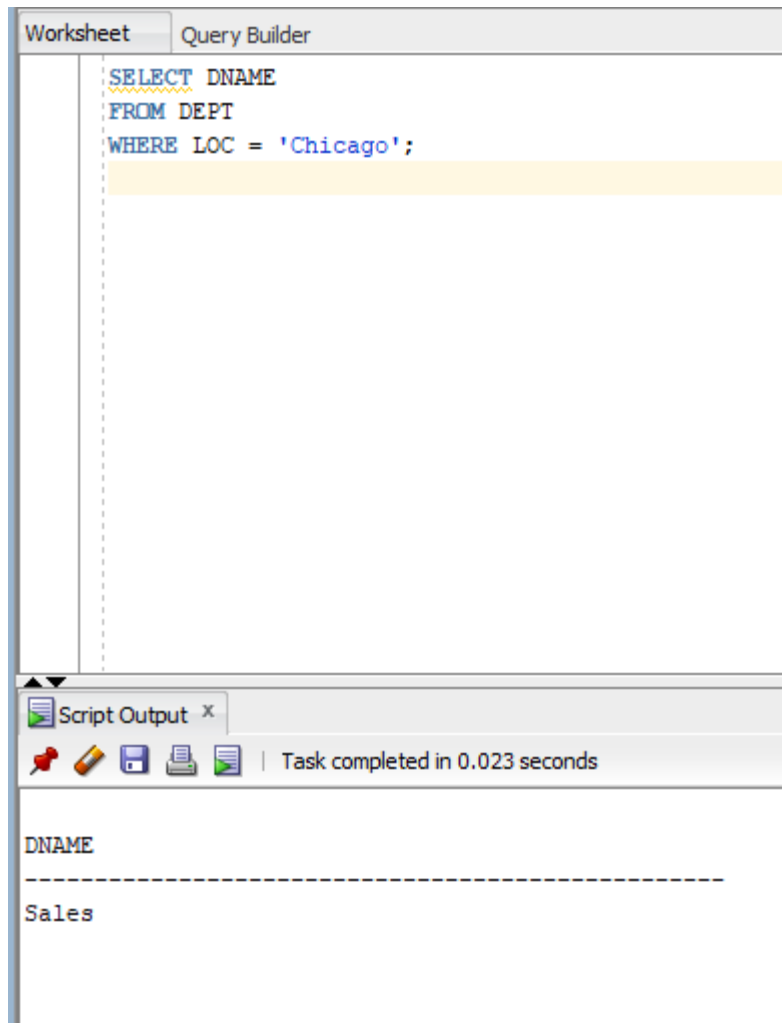 Worksheet Query Builder
SELECT DNAME
FROM DEPT
WHERE LOC = 'Chicago';
Script Output x
| Task completed in 0.023 seconds
DNAME
--------------------------------------------------
Sales